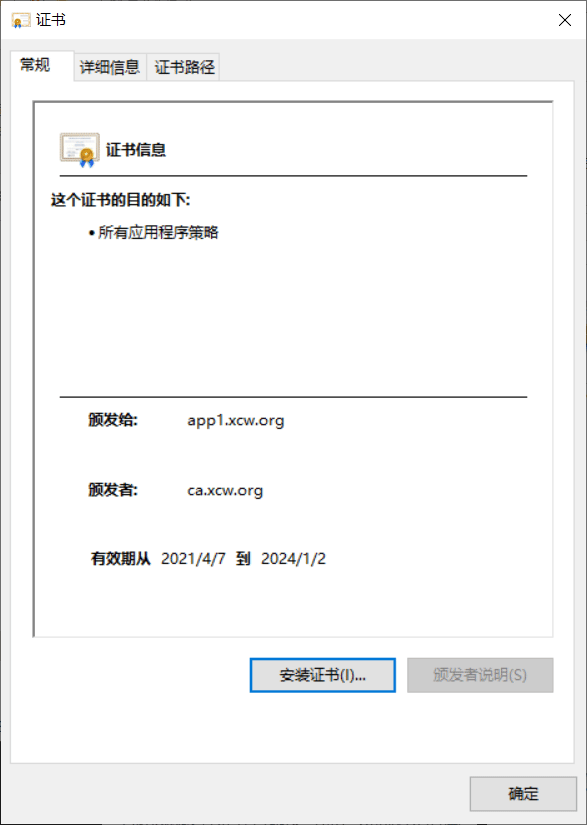 证书
常规
详细信息
证书路径
证书信息
这个证书的目的如下:
• 所有应用程序策略
颁发给: app1.xcw.org
颁发者: ca.xcw.org
有效期从 2021/4/7 到 2024/1/2
安装证书(I)...
颁发者说明(S)
确定